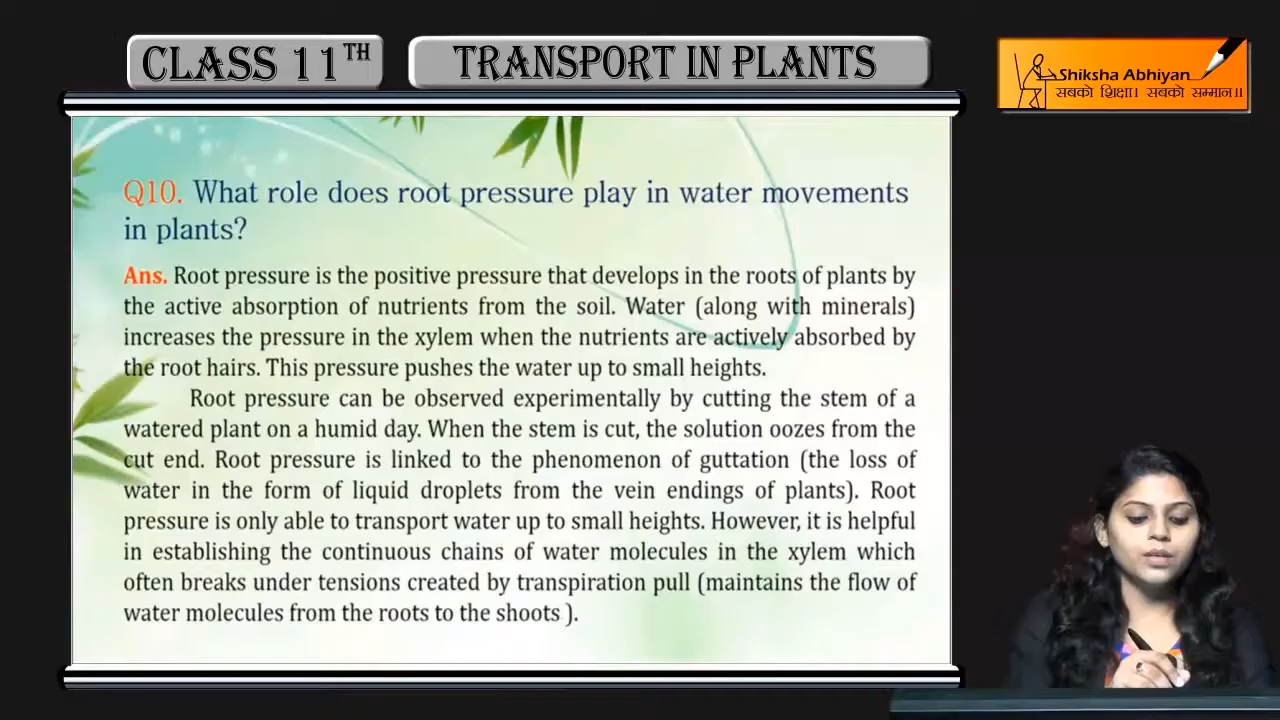 CLASS 11TH
TRANSPORT IN PLANTS
Shiksha Abhiyan
सबको शिक्षा। सबको सम्मान॥
Q10. What role does root pressure play in water movements
in plants?
Ans. Root pressure is the positive pressure that develops in the roots of plants by
the active absorption of nutrients from the soil. Water (along with minerals)
increases the pressure in the xylem when the nutrients are actively absorbed by
the root hairs. This pressure pushes the water up to small heights.
Root pressure can be observed experimentally by cutting the stem of a
watered plant on a humid day. When the stem is cut, the solution oozes from the
cut end. Root pressure is linked to the phenomenon of guttation (the loss of
water in the form of liquid droplets from the vein endings of plants). Root
pressure is only able to transport water up to small heights. However, it is helpful
in establishing the continuous chains of water molecules in the xylem which
often breaks under tensions created by transpiration pull (maintains the flow of
water molecules from the roots to the shoots ).